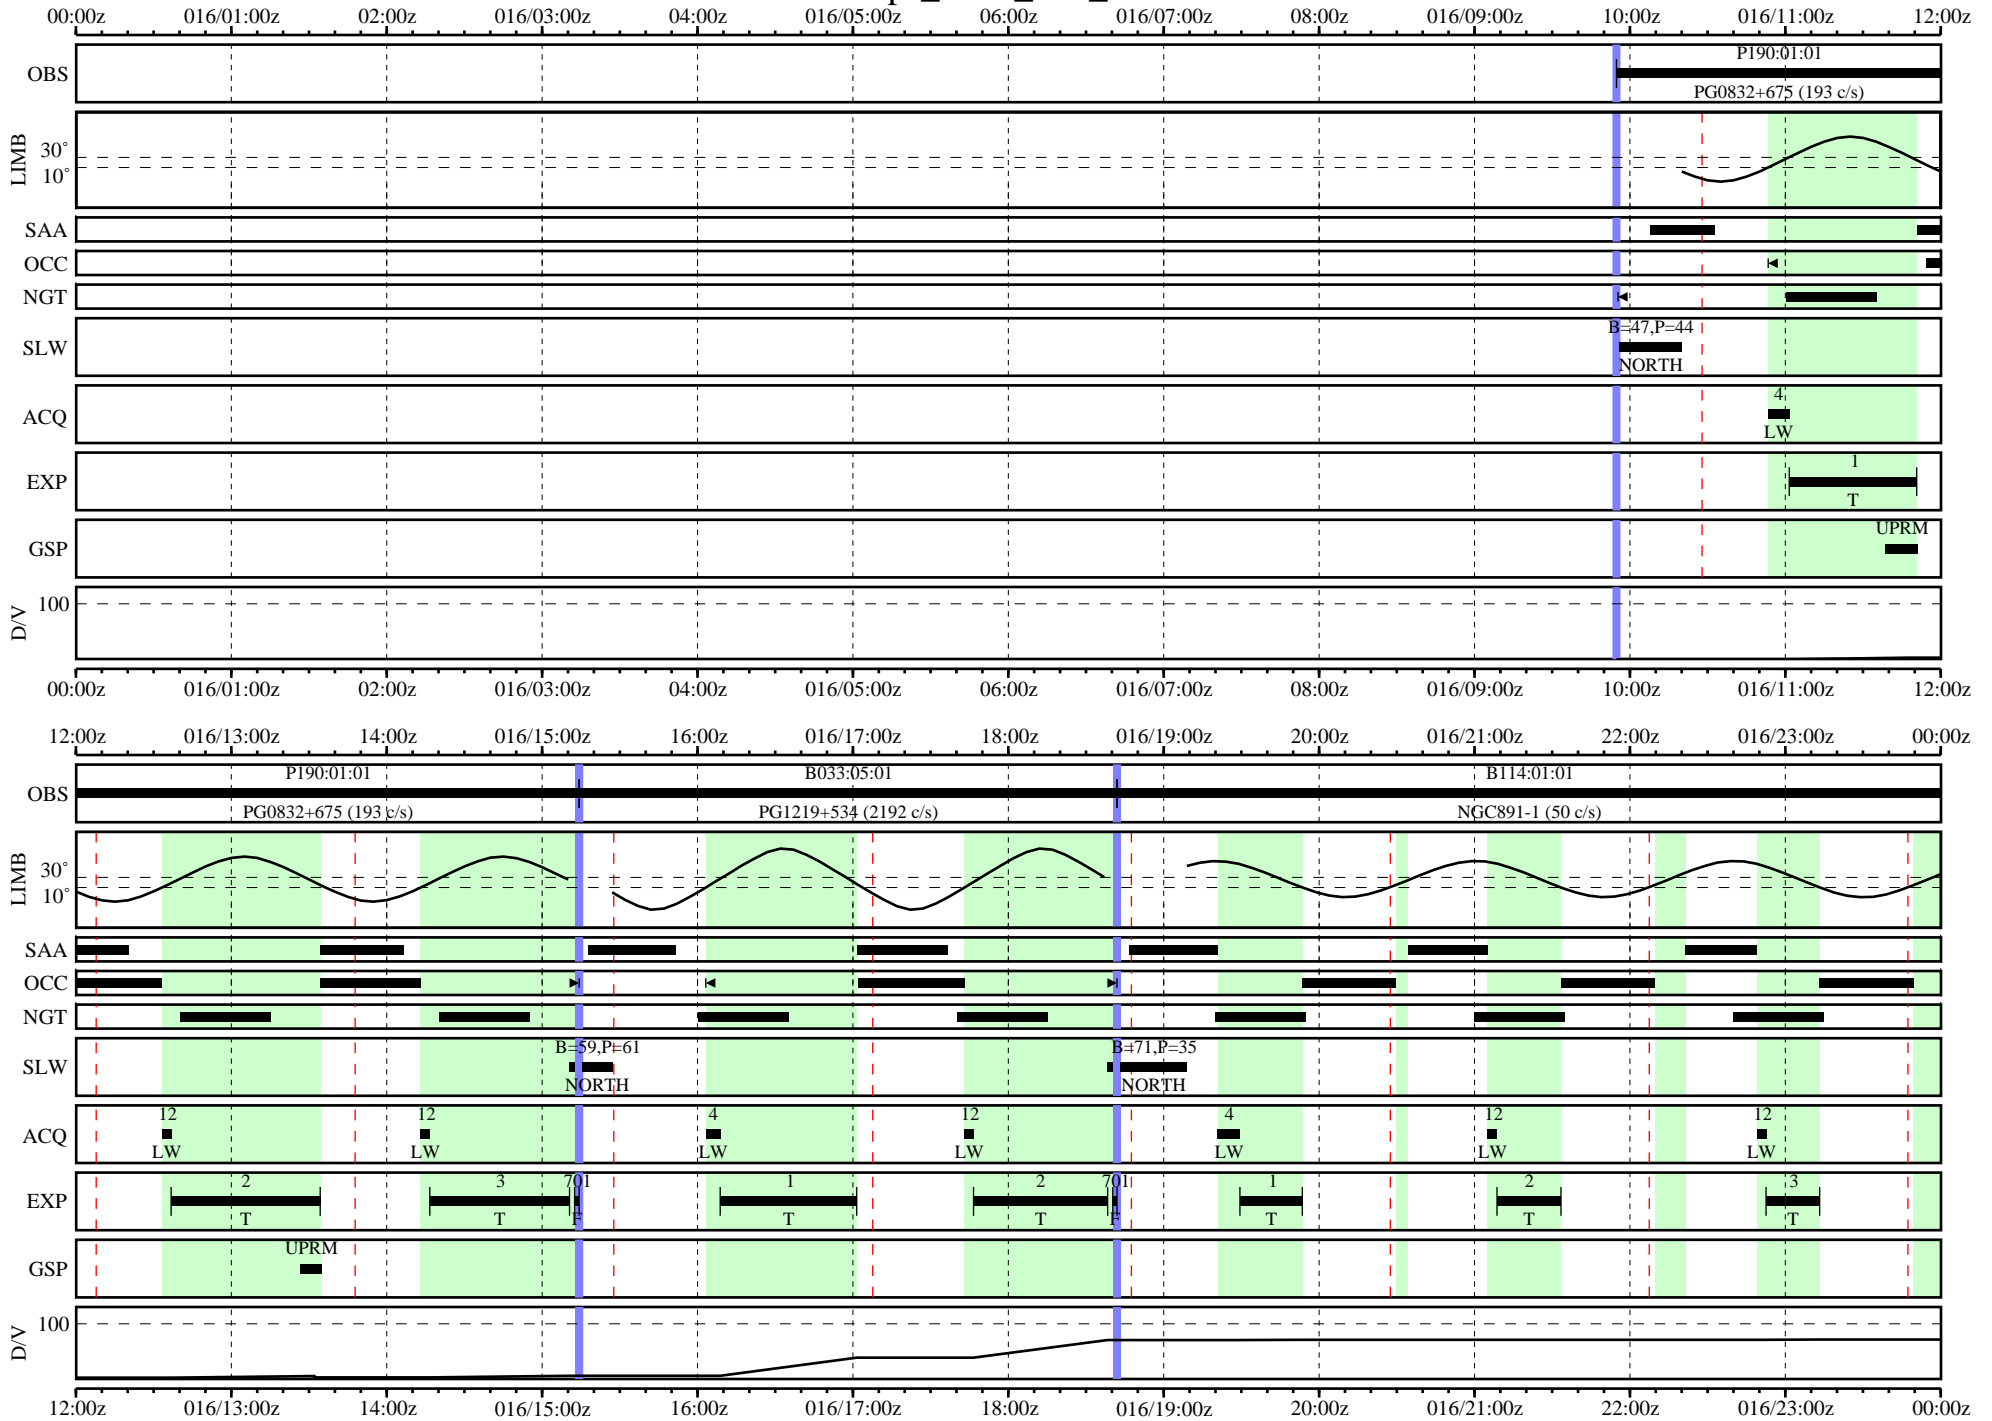 00:00z 016/01:00z 02:00z 016/03:00z 04:00z 016/05:00z 06:00z 016/07:00z 08:00z 016/09:00z 10:00z 016/11:00z 12:00z
OBS P190:01:01
PG0832+675 (193 c/s)
LIMB 30° 10°
SAA
OCC
NGT
SLW B=47,P=44
NORTH
ACQ 4
LW
EXP 1
T
GSP UPRM
D/V 100
00:00z 016/01:00z 02:00z 016/03:00z 04:00z 016/05:00z 06:00z 016/07:00z 08:00z 016/09:00z 10:00z 016/11:00z 12:00z
12:00z 016/13:00z 14:00z 016/15:00z 16:00z 016/17:00z 18:00z 016/19:00z 20:00z 016/21:00z 22:00z 016/23:00z 00:00z
OBS P190:01:01 B033:05:01 B114:01:01
PG0832+675 (193 c/s) PG1219+534 (2192 c/s) NGC891-1 (50 c/s)
LIMB 30° 10°
SAA
OCC
NGT
SLW B=59,P=61 B=71,P=35
NORTH NORTH
ACQ 12 12 4 12 4 12 12
LW LW LW LW LW LW LW
EXP 2 3 701 1 2 701 1 2 3
T T F T T F T T T
GSP UPRM
D/V 100
12:00z 016/13:00z 14:00z 016/15:00z 16:00z 016/17:00z 18:00z 016/19:00z 20:00z 016/21:00z 22:00z 016/23:00z 00:00z